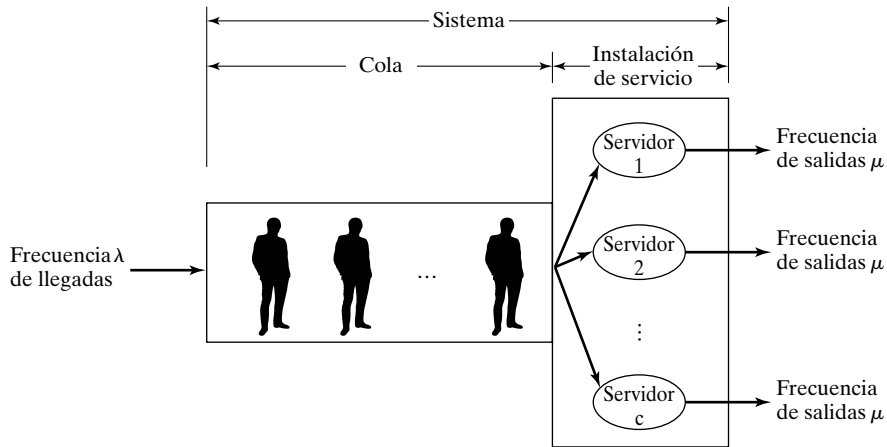 Sistema
Cola
Instalación
de servicio
Servidor
1
Frecuencia
de salidas μ
Frecuencia λ
de llegadas
...
Servidor
2
Frecuencia
de salidas μ
⋮
Servidor
c
Frecuencia
de salidas μ